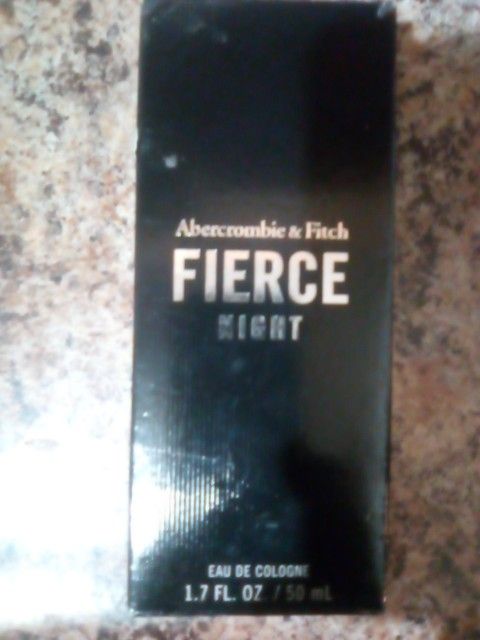 Abercrombie & Fitch
FIERCE
NIGHT
EAU DE COLOGNE
1.7 FL. OZ. / 50 mL